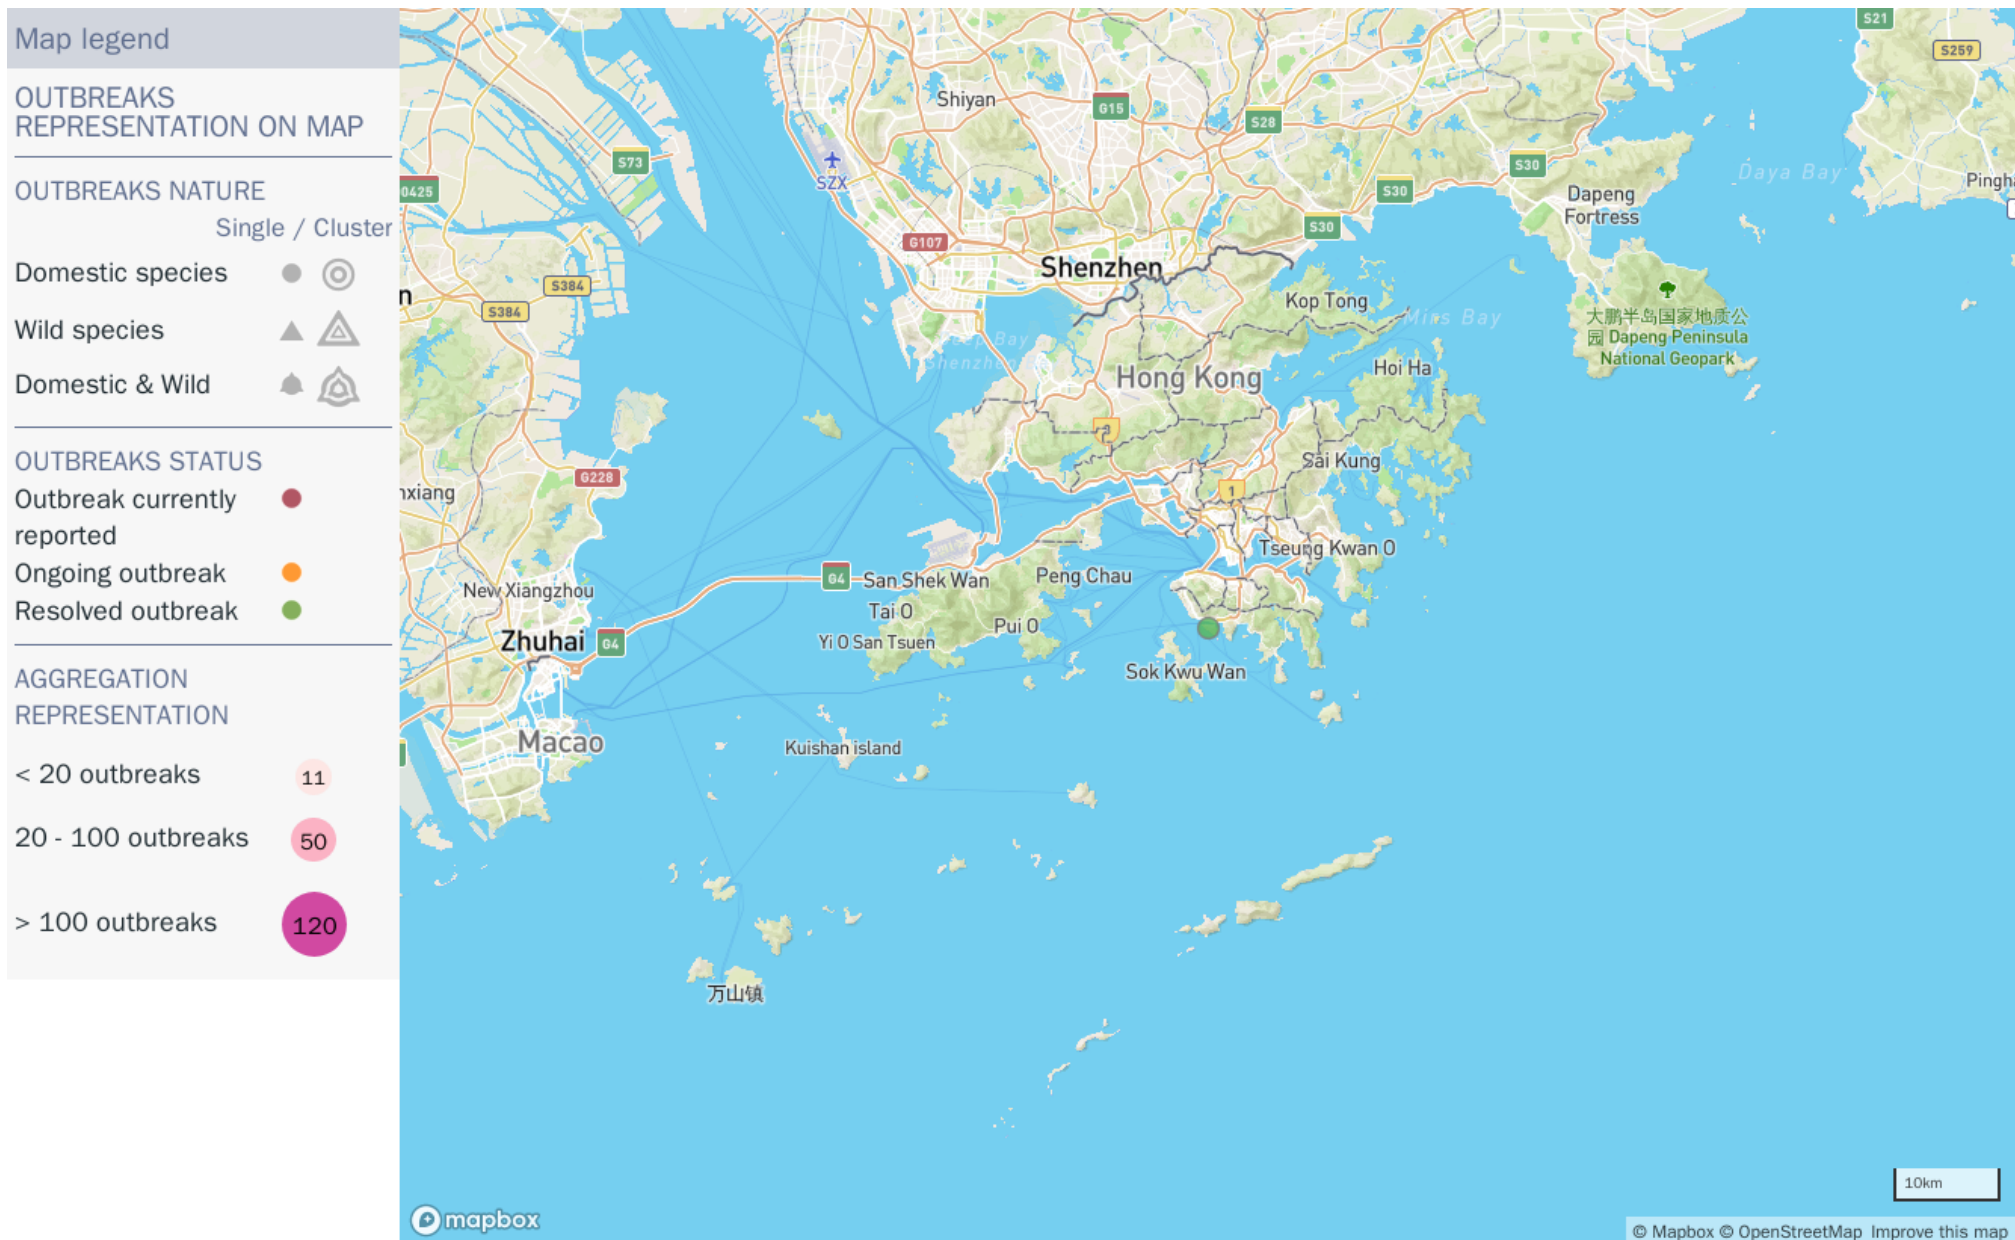 Map legend
OUTBREAKS
REPRESENTATION ON MAP
OUTBREAKS NATURE
Single / Cluster
Domestic species
Wild species
Domestic & Wild
OUTBREAKS STATUS
Outbreak currently
reported
Ongoing outbreak
Resolved outbreak
AGGREGATION
REPRESENTATION
< 20 outbreaks 11
20 - 100 outbreaks 50
> 100 outbreaks 120
S21
S259
Shiyan
G15
S28
S73
SZX
0425
S30
S30
S30
Daya Bay
Dapeng
Fortress
G107
Shenzhen
S384
S384
n
Kop Tong
Mirs Bay
大鹏半岛国家地质公
园 Dapeng Peninsula
National Geopark
Hong Kong
Hoi Ha
3
Sai Kung
G228
nxiang
1
Tseung Kwan O
G4
San Shek Wan
Peng Chau
New Xiangzhou
Tai O
Pui O
Zhuhai
G4
Yi O San Tsuen
Sok Kwu Wan
Macao
Kuishan island
万山镇
10km
mapbox
© Mapbox © OpenStreetMap Improve this map